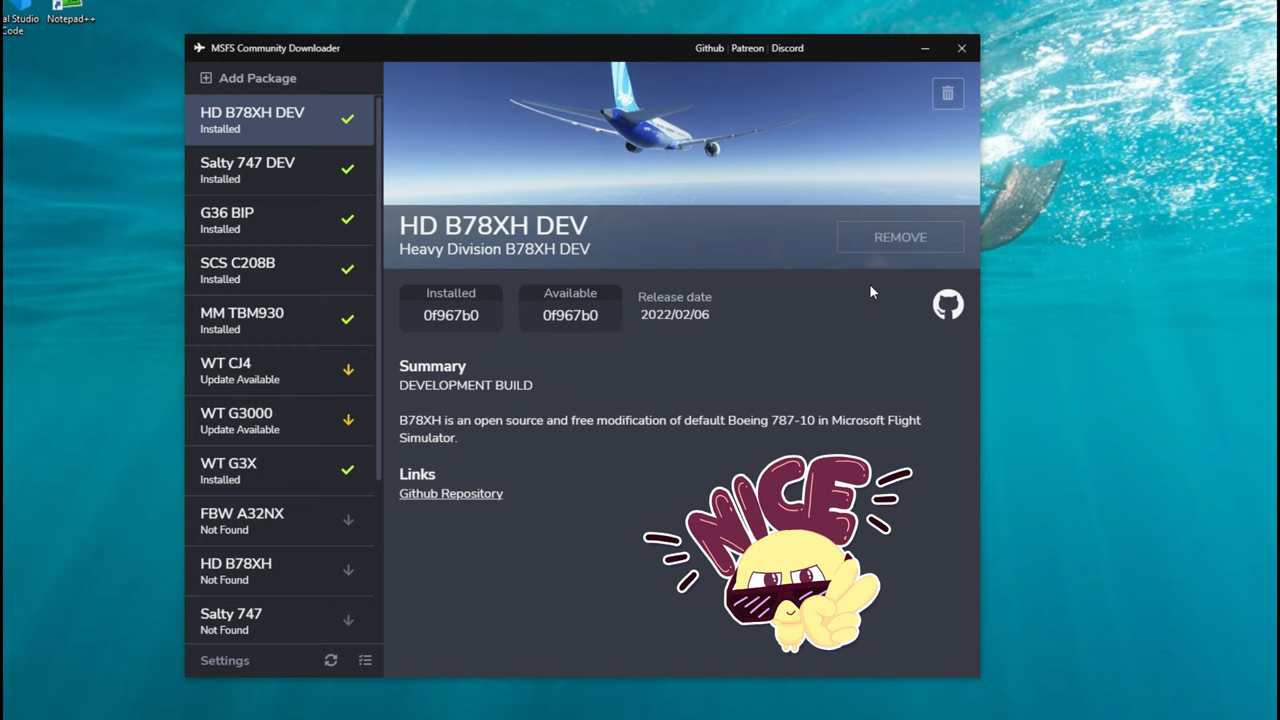 al Studio
Code
Notepad++
MSFS Community Downloader
Github | Patreon | Discord
Add Package
HD B78XH DEV
Installed
Salty 747 DEV
Installed
G36 BIP
Installed
SCS C208B
Installed
MM TBM930
Installed
WT CJ4
Update Available
WT G3000
Update Available
WT G3X
Installed
FBW A32NX
Not Found
HD B78XH
Not Found
Salty 747
Not Found
Settings
HD B78XH DEV
Heavy Division B78XH DEV
REMOVE
Installed
0f967b0
Available
0f967b0
Release date
2022/02/06
Summary
DEVELOPMENT BUILD
B78XH is an open source and free modification of default Boeing 787-10 in Microsoft Flight
Simulator.
Links
Github Repository
NICE